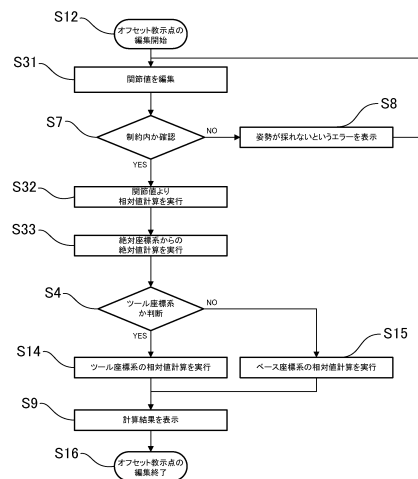 S12
オフセット教示点の
編集開始
S31
関節値を編集
S7
制約内か確認
NO
S8
姿勢が採れないというエラーを表示
YES
S32
関節値より
相対値計算を実行
S33
絶対座標系からの
絶対値計算を実行
S4
ツール座標系
か判断
NO
YES
S14
ツール座標系の相対値計算を実行
S15
ベース座標系の相対値計算を実行
S9
計算結果を表示
S16
オフセット教示点の
編集終了